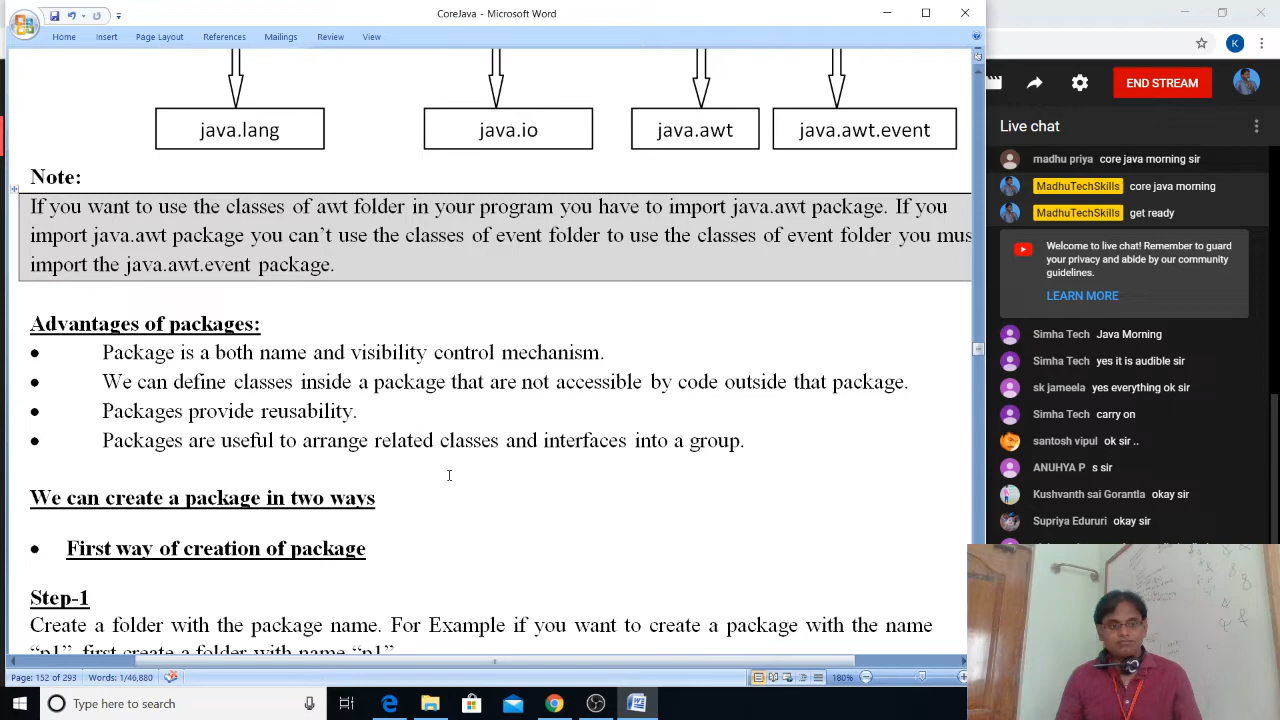 CoreJava - Microsoft Word
Home Insert Page Layout References Mailings Review View
java.lang java.io java.awt java.awt.event
Note:
If you want to use the classes of awt folder in your program you have to import java.awt package. If you
import java.awt package you can’t use the classes of event folder to use the classes of event folder you mus
import the java.awt.event package.
Advantages of packages:
• Package is a both name and visibility control mechanism.
• We can define classes inside a package that are not accessible by code outside that package.
• Packages provide reusability.
• Packages are useful to arrange related classes and interfaces into a group.
We can create a package in two ways
• First way of creation of package
Step-1
Create a folder with the package name. For Example if you want to create a package with the name
“p1”, first create a folder with name “p1”
Page: 152 of 293 Words: 1/46,880 180%
Type here to search
K
END STREAM
Live chat
madhu priya core java morning sir
MadhuTechSkills core java morning
MadhuTechSkills get ready
Welcome to live chat! Remember to guard
your privacy and abide by our community
guidelines.
LEARN MORE
Simha Tech Java Morning
Simha Tech yes it is audible sir
sk jameela yes everything ok sir
Simha Tech carry on
santosh vipul ok sir ..
ANUHYA P s sir
Kushvanth sai Gorantla okay sir
Supriya Edururi okay sir